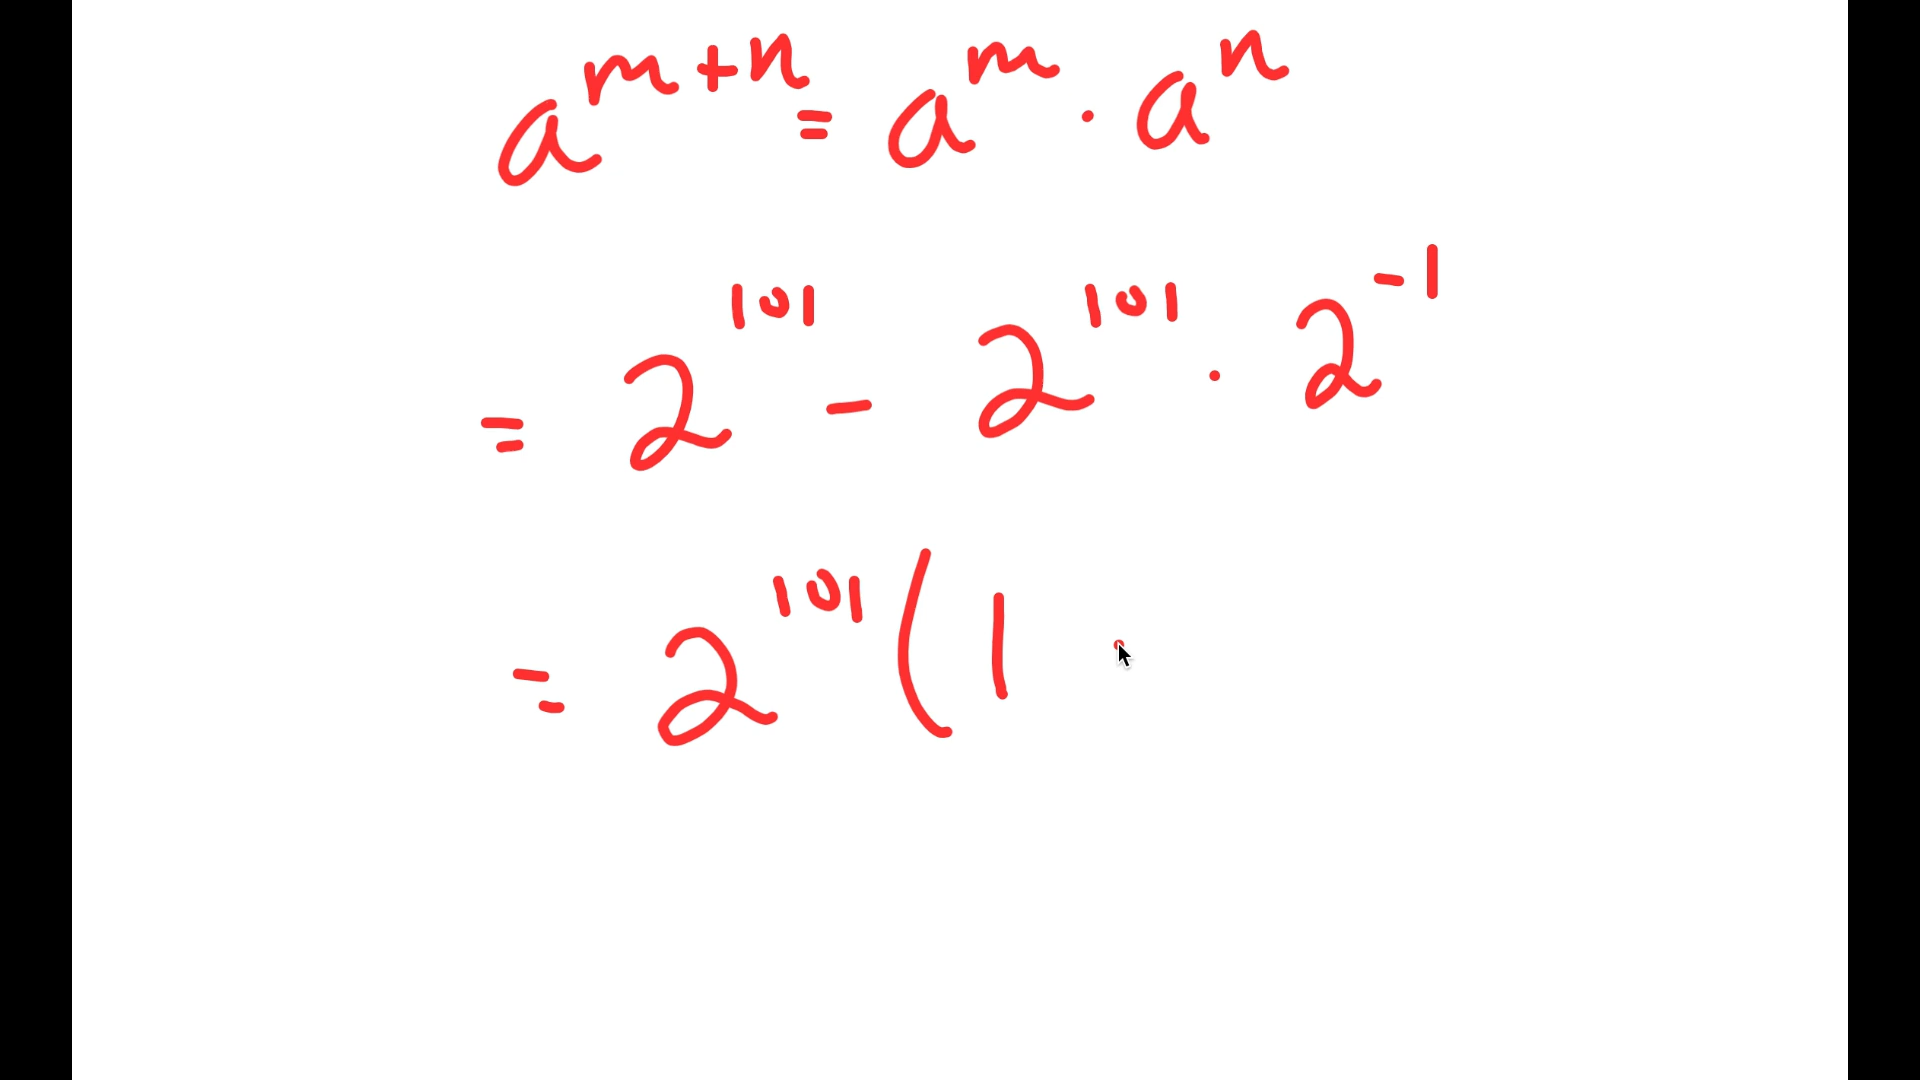 a^{m+n} = a^m · a^n
= 2^{101} - 2^{101} · 2^{-1}
= 2^{101} ( 1